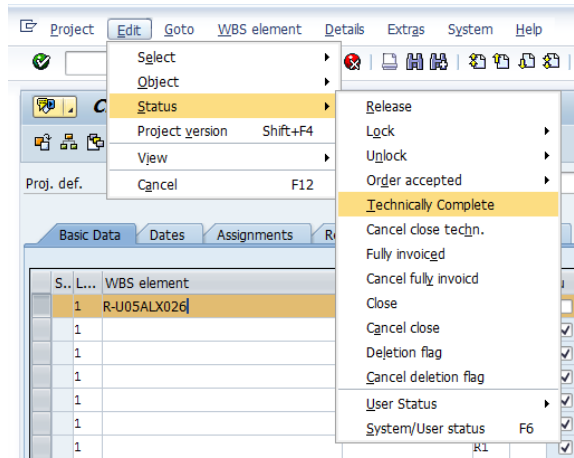 Project Edit Goto WBS element Details Extras System Help
Select
Object
Status
Project version Shift+F4
View
Cancel F12
Release
Lock
Unlock
Order accepted
Technically Complete
Cancel close techn.
Fully invoiced
Cancel fully invoicd
Close
Cancel close
Deletion flag
Cancel deletion flag
User Status
System/User status F6
C
Proj. def.
Basic Data Dates Assignments R
S.. L... WBS element
1 R-U05ALX026
1
1
1
1
1
1 R1